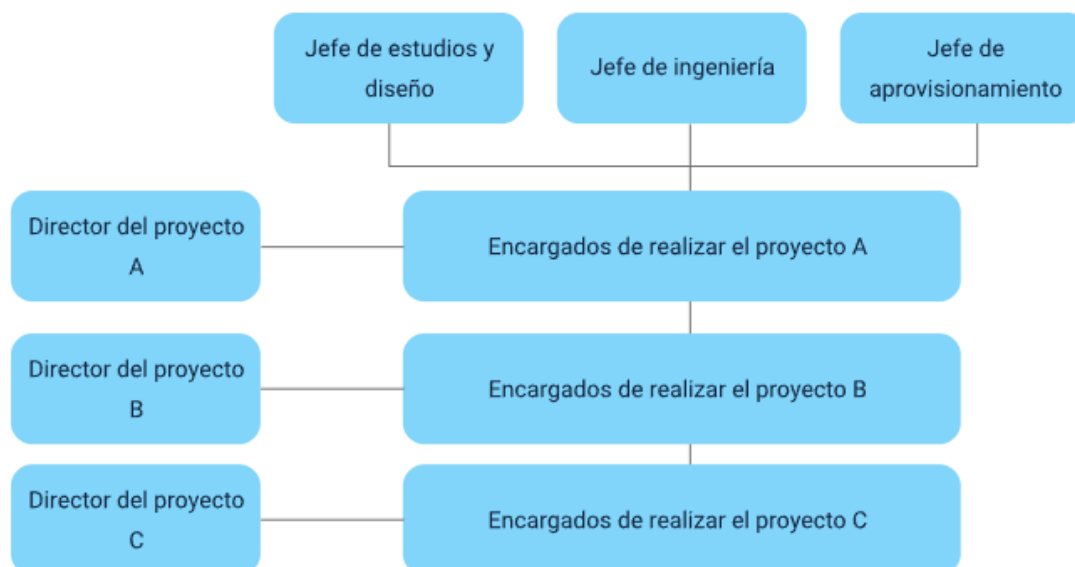 Jefe de estudios y
diseño
Jefe de ingeniería
Jefe de
aprovisionamiento
Director del proyecto
A
Encargados de realizar el proyecto A
Director del proyecto
B
Encargados de realizar el proyecto B
Director del proyecto
C
Encargados de realizar el proyecto C